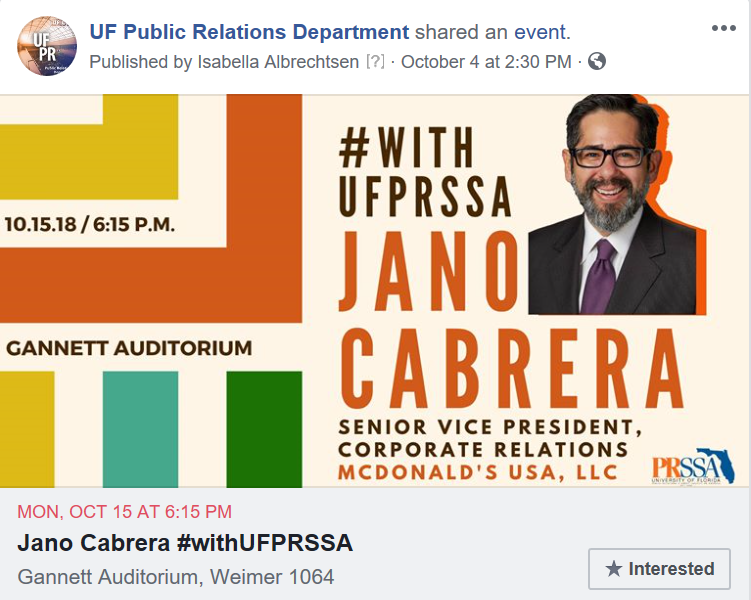 UF Public Relations Department shared an event.
Published by Isabella Albrechtsen [?] · October 4 at 2:30 PM ·
UF
PR
#WITH
UFPRSSA
10.15.18 / 6:15 P.M.
JANO
GANNETT AUDITORIUM
CABRERA
SENIOR VICE PRESIDENT,
CORPORATE RELATIONS
MCDONALD'S USA, LLC
PRSSA
UNIVERSITY OF FLORIDA
MON, OCT 15 AT 6:15 PM
Jano Cabrera #withUFPRSSA
Gannett Auditorium, Weimer 1064
★ Interested